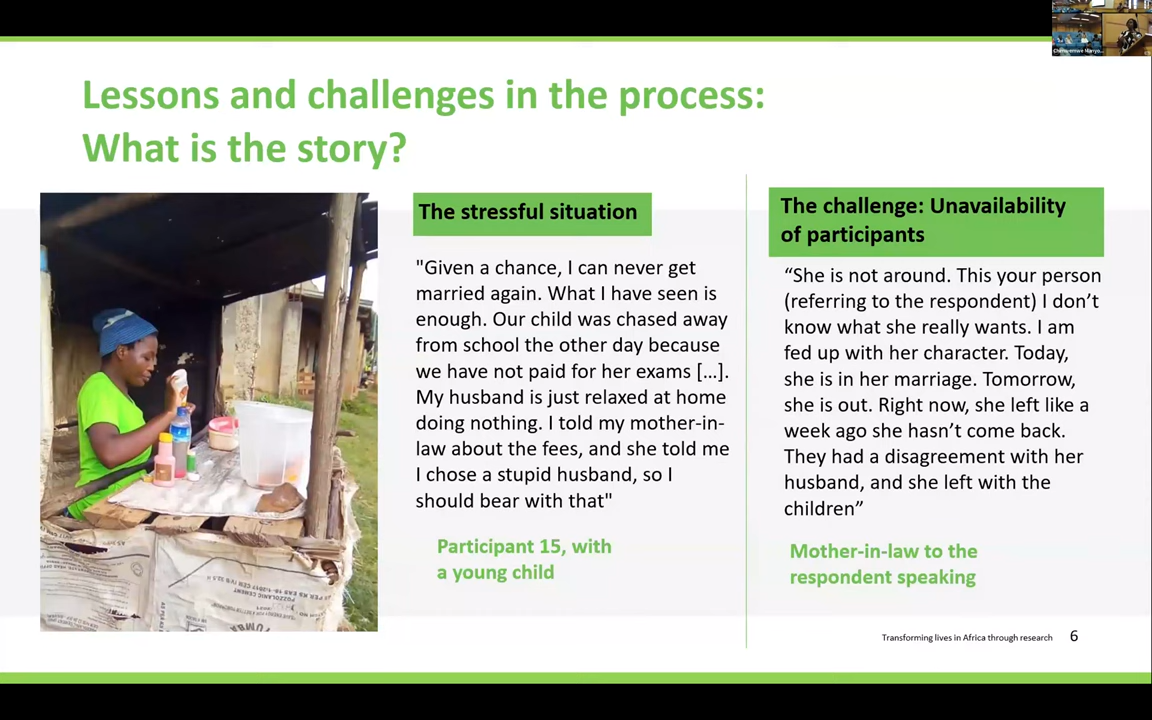 Lessons and challenges in the process:
What is the story?
The stressful situation
"Given a chance, I can never get
married again. What I have seen is
enough. Our child was chased away
from school the other day because
we have not paid for her exams [...].
My husband is just relaxed at home
doing nothing. I told my mother-in-
law about the fees, and she told me
I chose a stupid husband, so I
should bear with that"
Participant 15, with
a young child
The challenge: Unavailability
of participants
“She is not around. This your person
(referring to the respondent) I don’t
know what she really wants. I am
fed up with her character. Today,
she is in her marriage. Tomorrow,
she is out. Right now, she left like a
week ago she hasn’t come back.
They had a disagreement with her
husband, and she left with the
children”
Mother-in-law to the
respondent speaking
Transforming lives in Africa through research 6
POZZOLANIC CEMENT